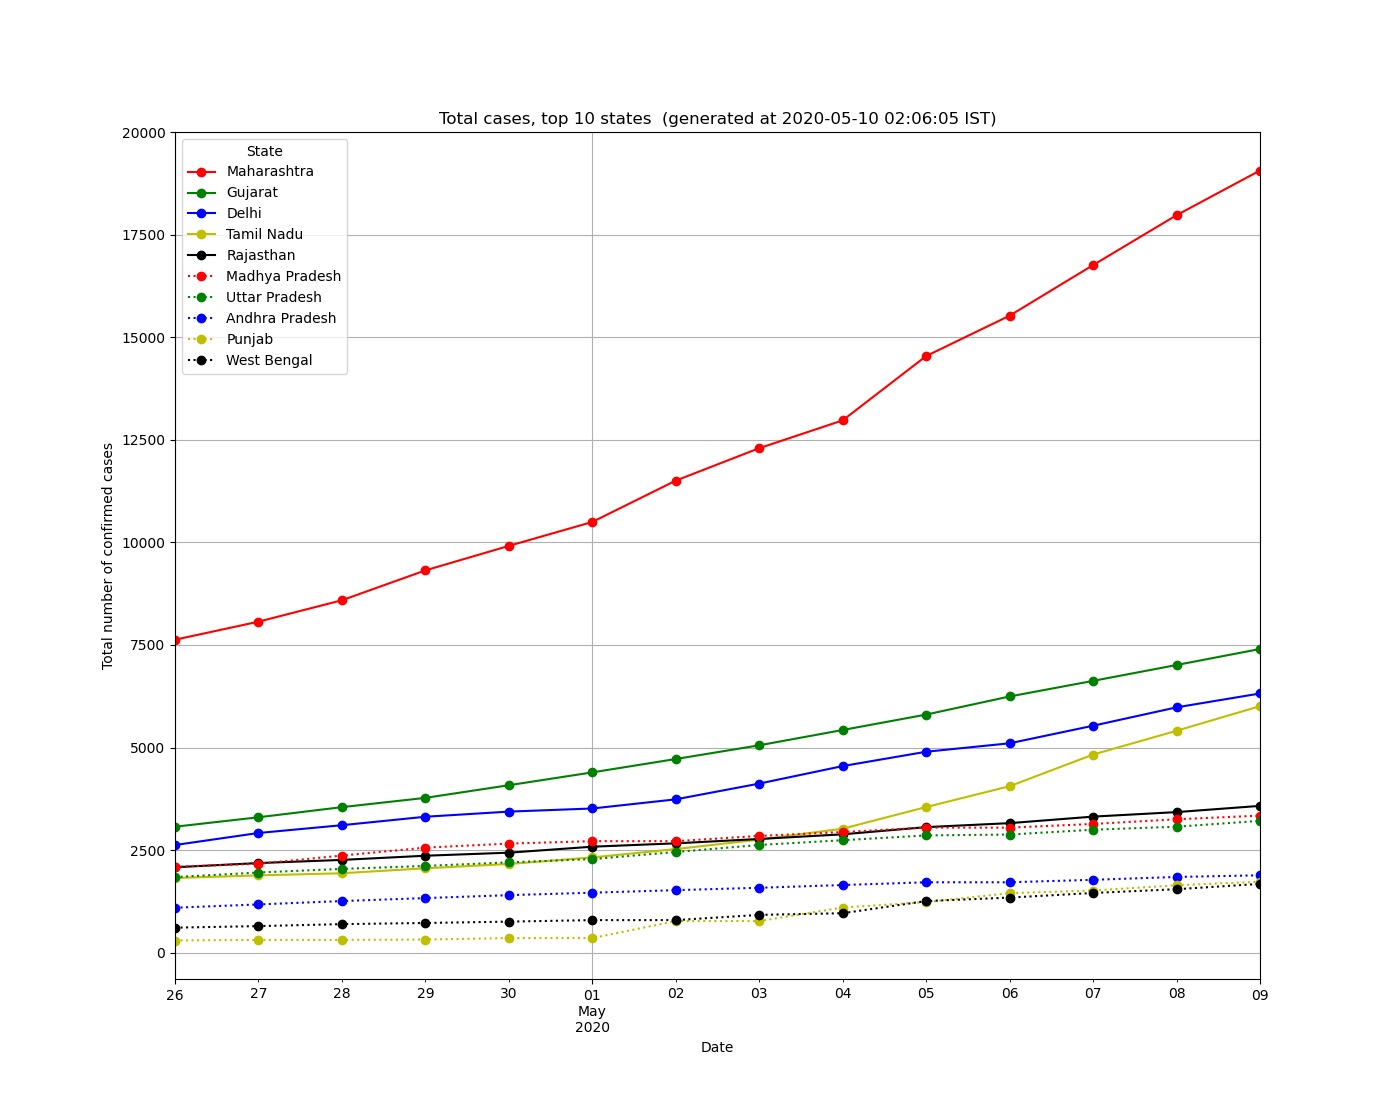 Total cases, top 10 states  (generated at 2020-05-10 02:06:05 IST)
20000
17500
15000
12500
10000
7500
5000
2500
0
Total number of confirmed cases
State
Maharashtra
Gujarat
Delhi
Tamil Nadu
Rajasthan
Madhya Pradesh
Uttar Pradesh
Andhra Pradesh
Punjab
West Bengal
26 27 28 29 30 01 02 03 04 05 06 07 08 09
May
2020
Date